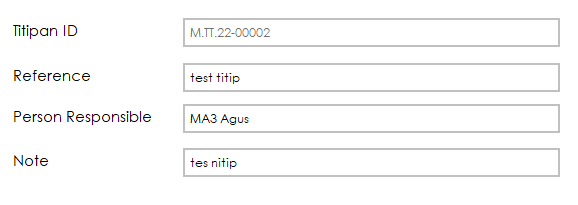 Titipan ID M.TT.22-00002
Reference test titip
Person Responsible MA3 Agus
Note tes nitip